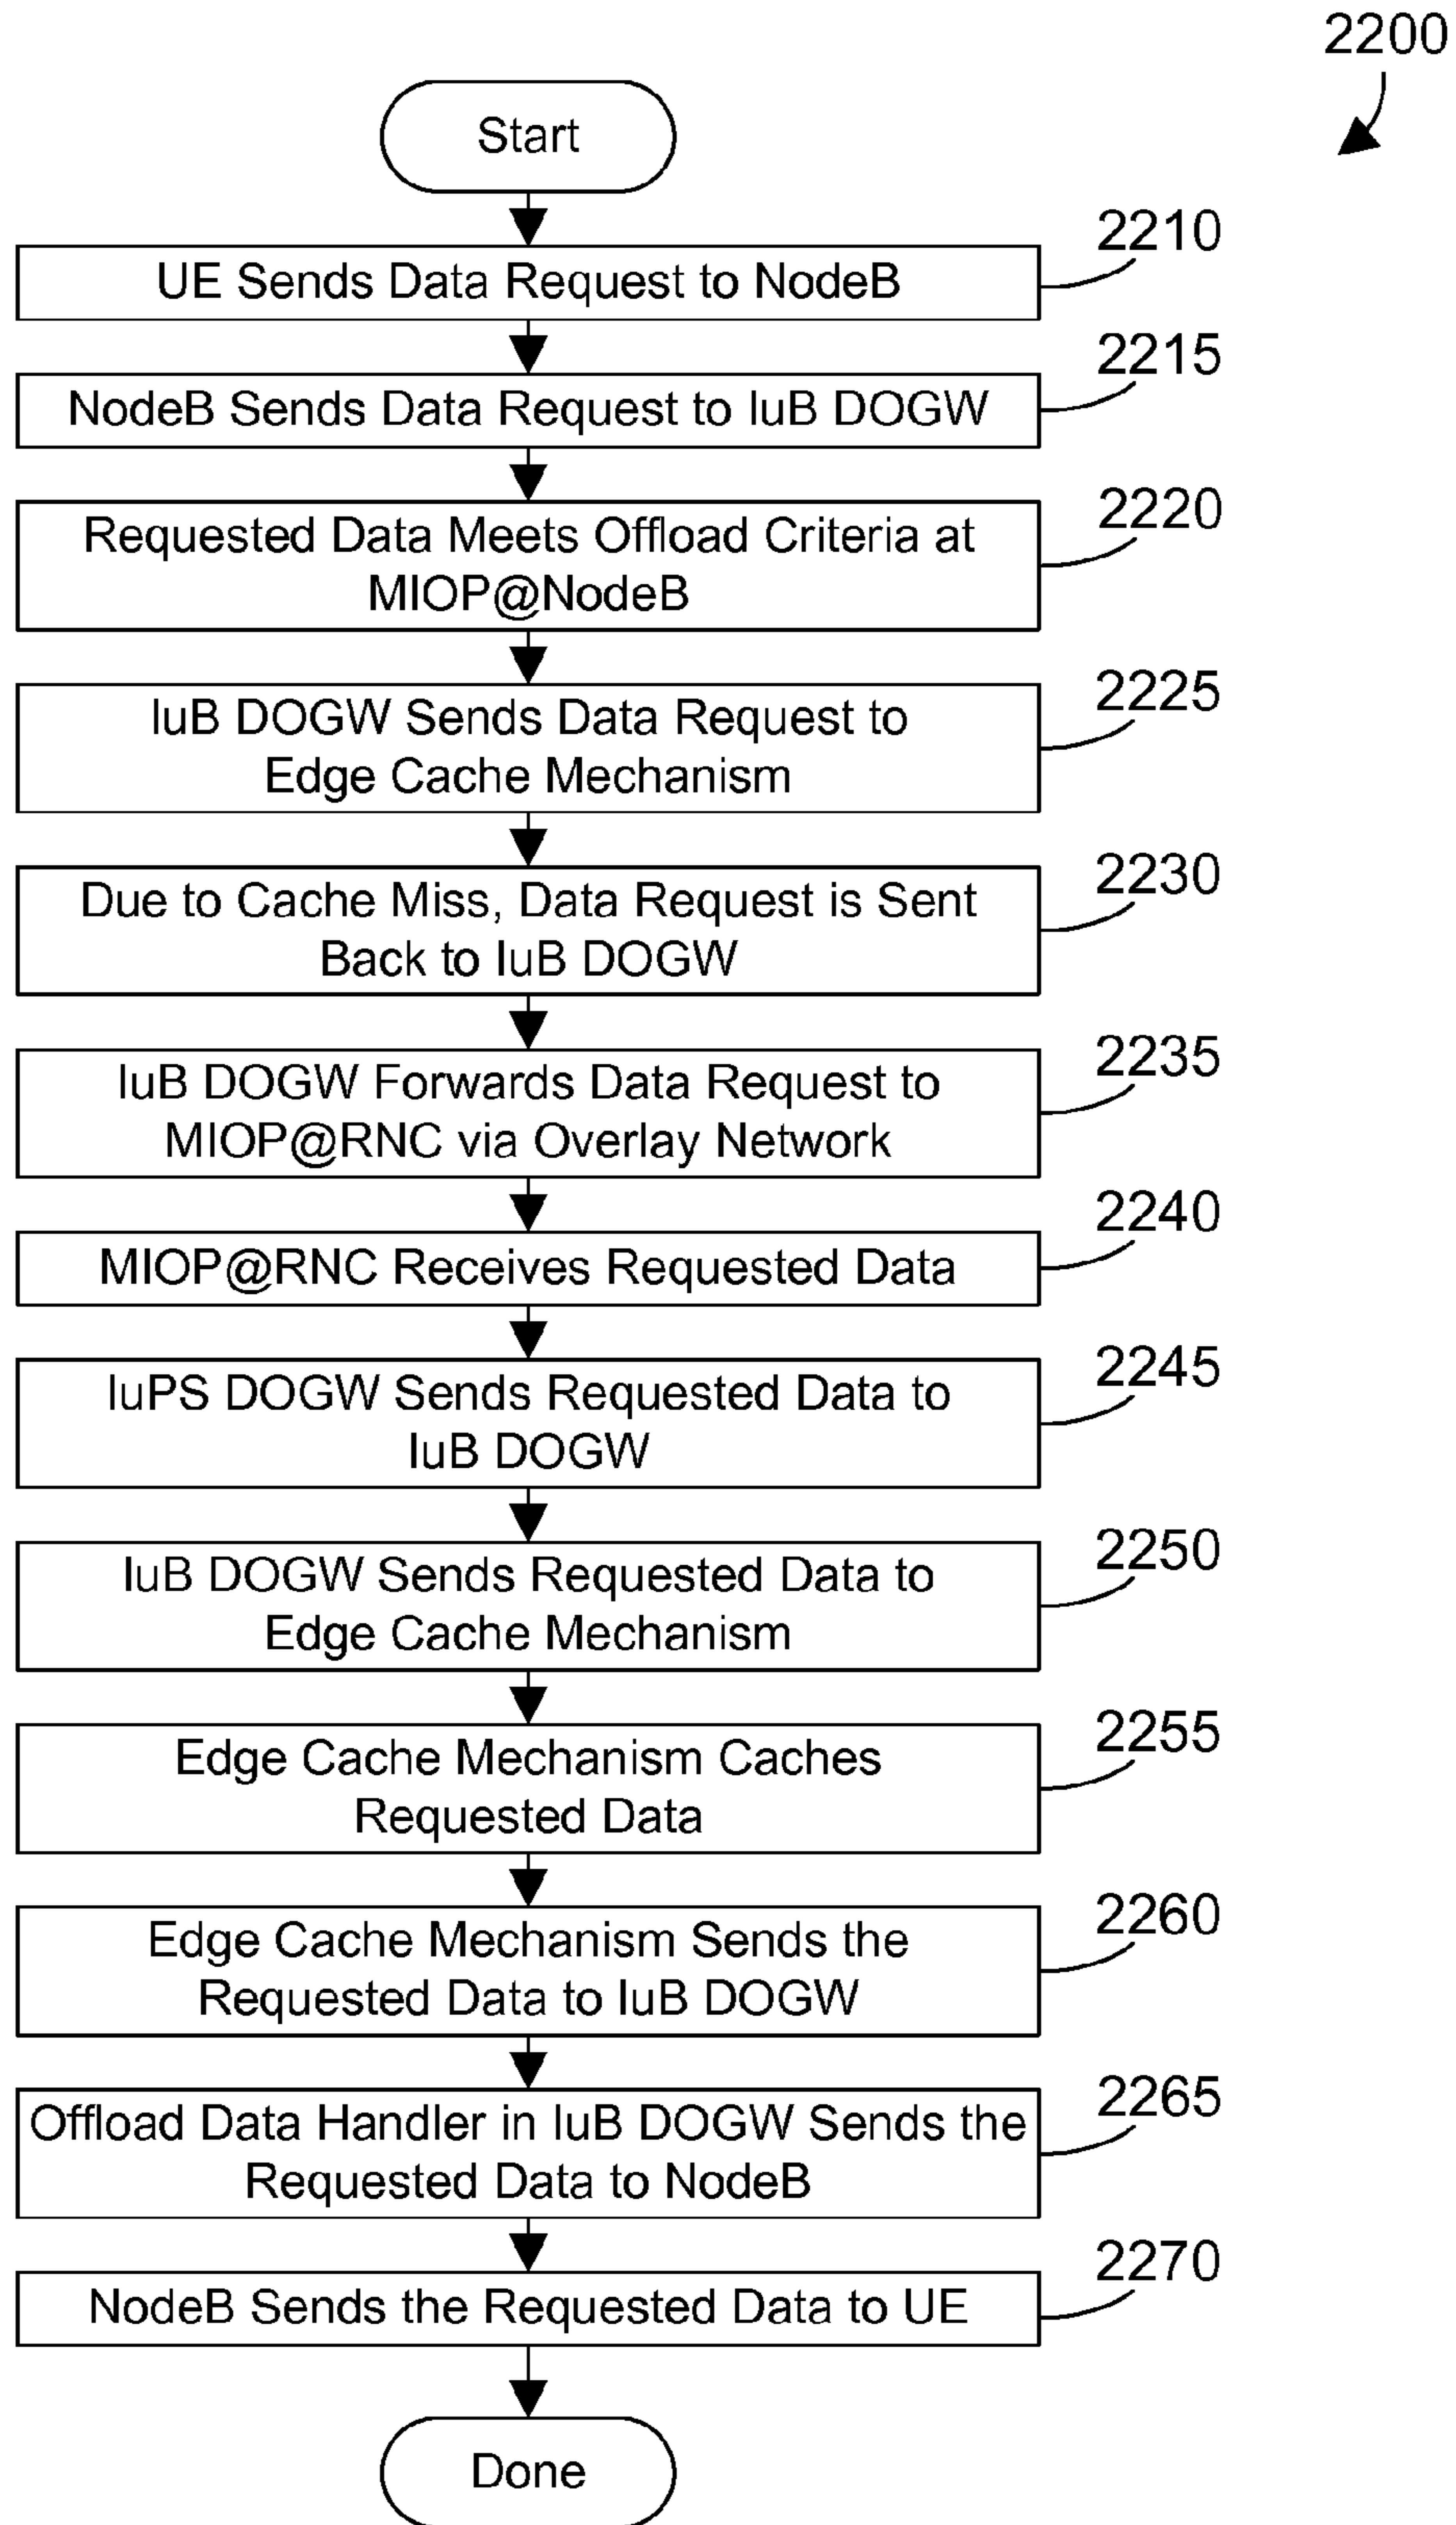 2200
Start
2210
UE Sends Data Request to NodeB
2215
NodeB Sends Data Request to IuB DOGW
2220
Requested Data Meets Offload Criteria at
MIOP@NodeB
2225
IuB DOGW Sends Data Request to
Edge Cache Mechanism
2230
Due to Cache Miss, Data Request is Sent
Back to IuB DOGW
2235
IuB DOGW Forwards Data Request to
MIOP@RNC via Overlay Network
2240
MIOP@RNC Receives Requested Data
2245
IuPS DOGW Sends Requested Data to
IuB DOGW
2250
IuB DOGW Sends Requested Data to
Edge Cache Mechanism
2255
Edge Cache Mechanism Caches
Requested Data
2260
Edge Cache Mechanism Sends the
Requested Data to IuB DOGW
2265
Offload Data Handler in IuB DOGW Sends the
Requested Data to NodeB
2270
NodeB Sends the Requested Data to UE
Done